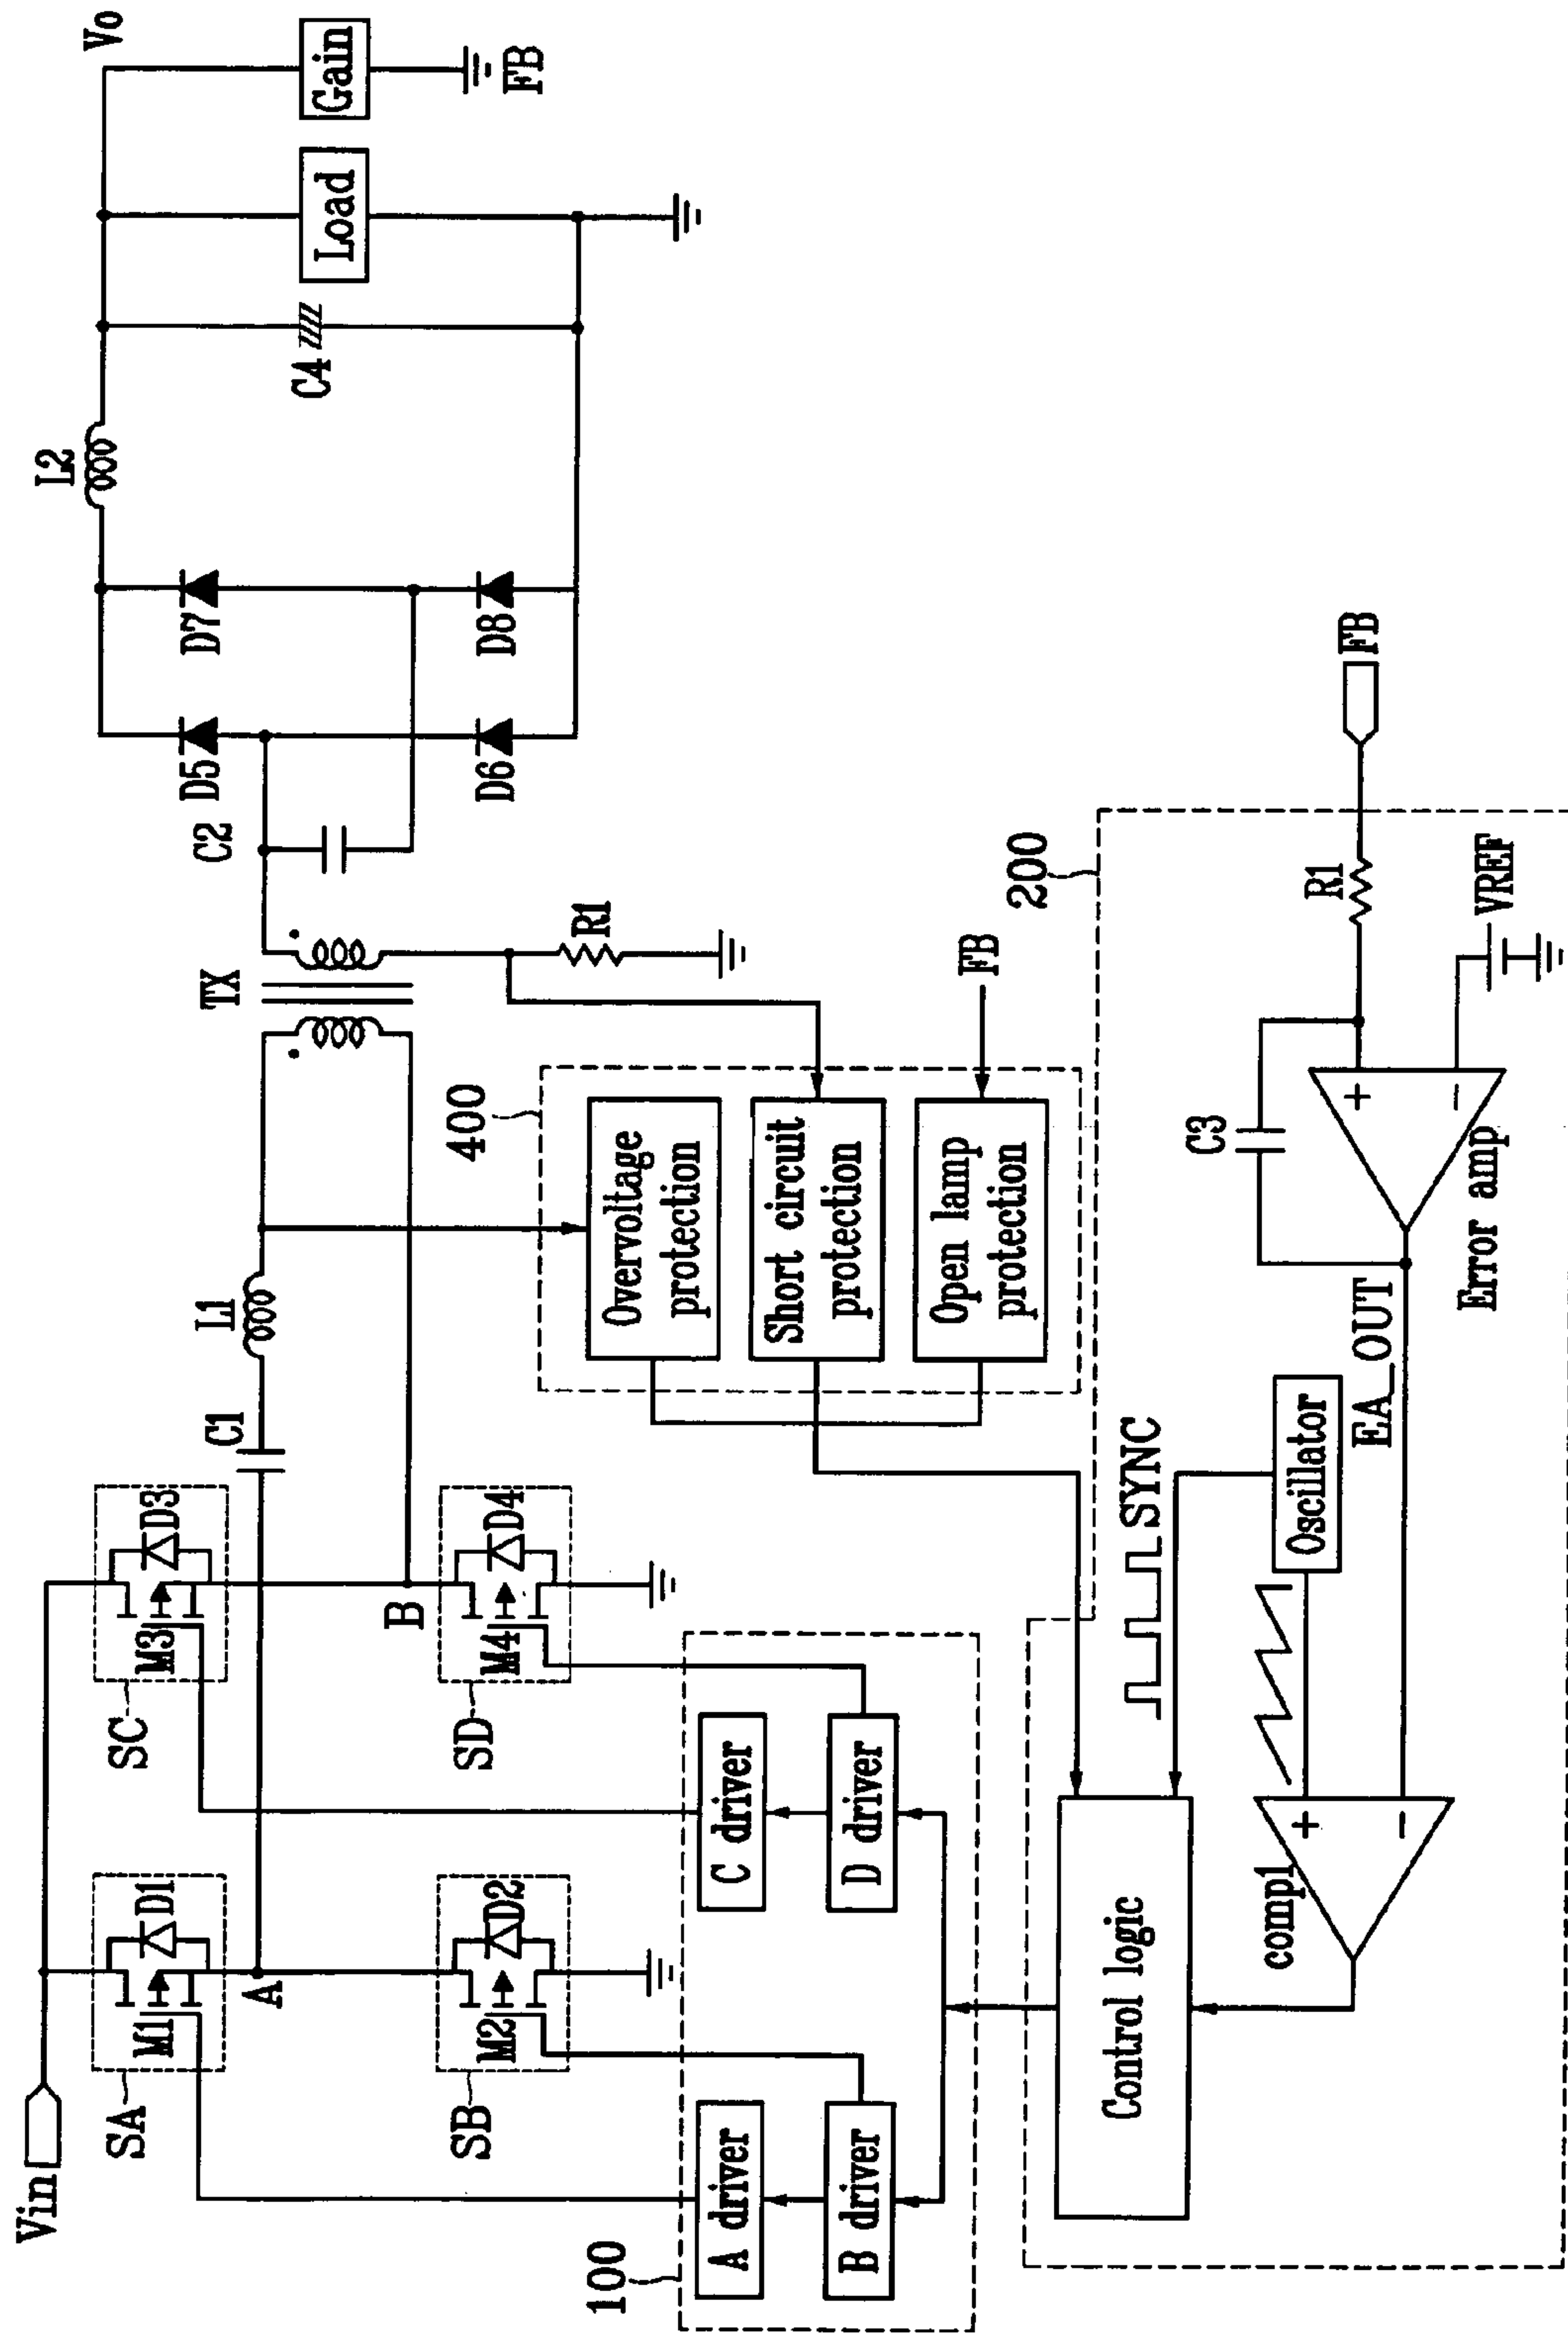 Vin
SA
M1
D1
SC
M3
D3
A
C1
L1
TX
C2
D5
D7
L2
C4
Load
Gain
Vo
FB
SB
M2
D2
B
SD
M4
D4
D6
D8
R1
400
Overvoltage
protection
Short circuit
protection
Open lamp
protection
FB
100
A driver
B driver
C driver
D driver
200
Control logic
SYNC
Oscillator
comp1
+
-
EA_OUT
C3
Error amp
+
-
R1
VREF
FB